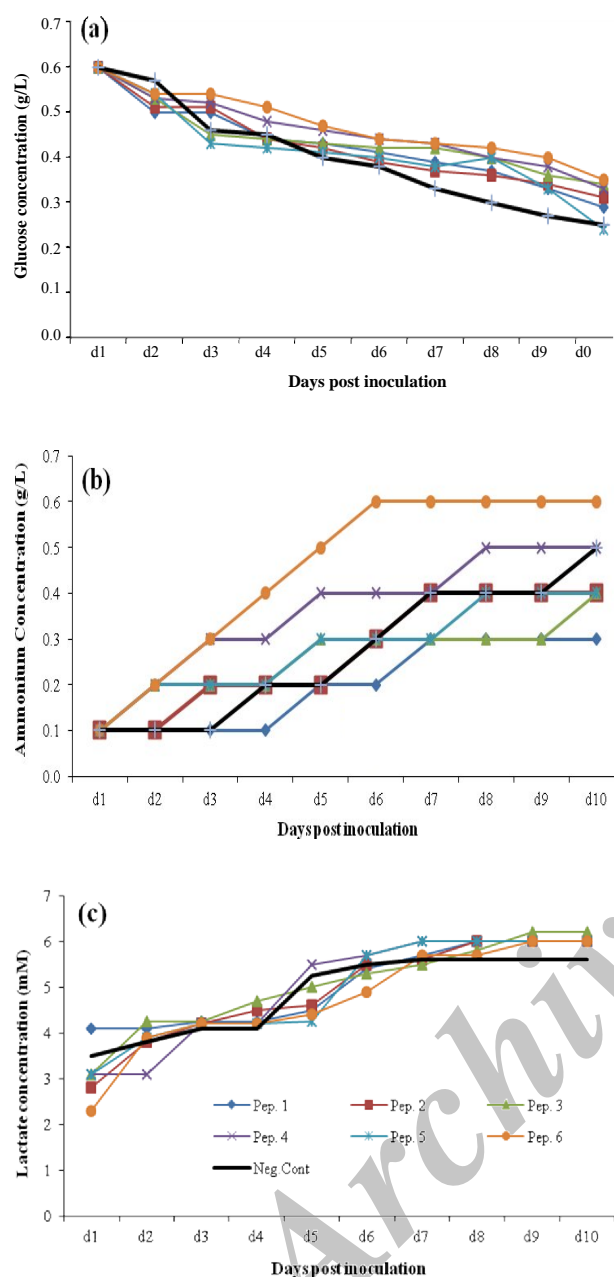 (a)
Glucose concentration (g/L)
0.7
0.6
0.5
0.4
0.3
0.2
0.1
0.0
d1 d2 d3 d4 d5 d6 d7 d8 d9 d0
Days post inoculation
(b)
Ammonium Concentration (g/L)
0.7
0.6
0.5
0.4
0.3
0.2
0.1
0.0
d1 d2 d3 d4 d5 d6 d7 d8 d9 d10
Days post inoculation
(c)
Lactate concentration (mM)
7
6
5
4
3
2
1
0
Pep. 1 Pep. 2 Pep. 3
Pep. 4 Pep. 5 Pep. 6
Neg Cont
d1 d2 d3 d4 d5 d6 d7 d8 d9 d10
Days post inoculation
Archiv